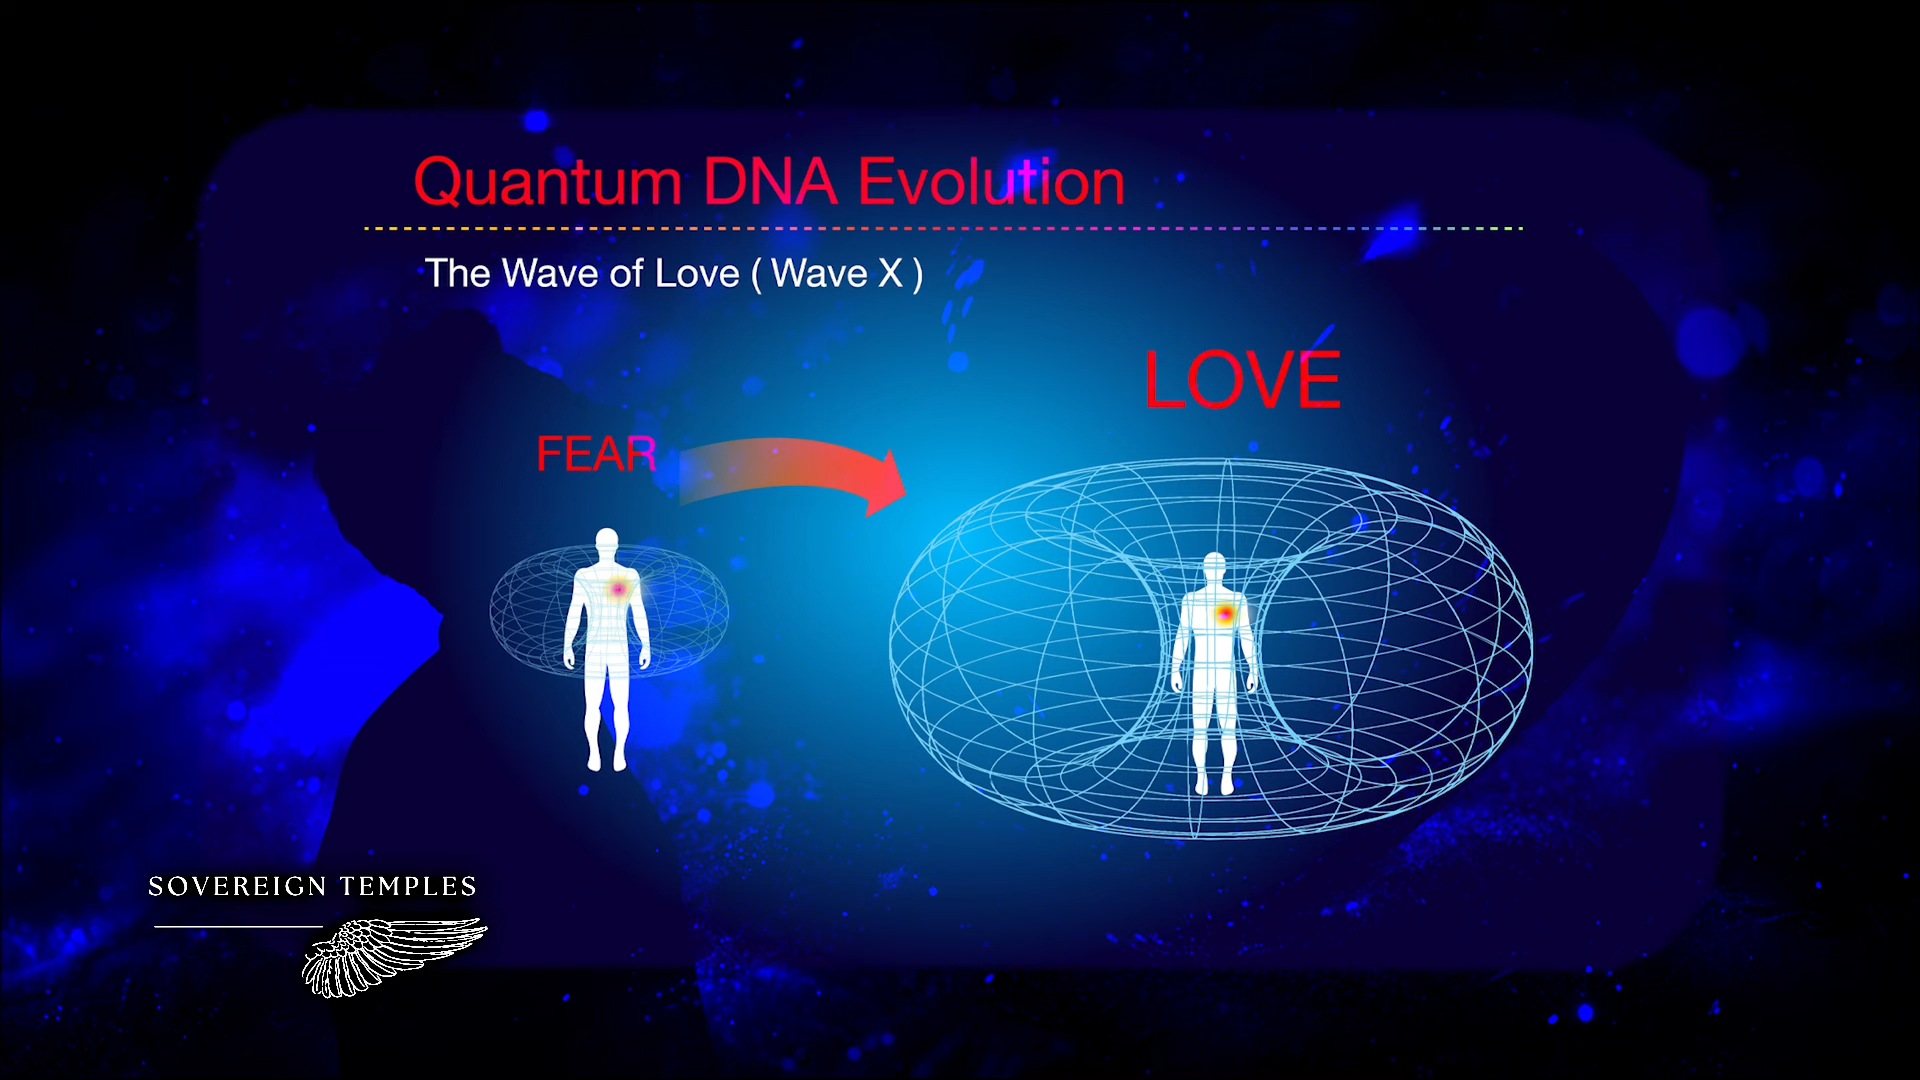 Quantum DNA Evolution
The Wave of Love ( Wave X )
LOVE
FEAR
SOVEREIGN TEMPLES